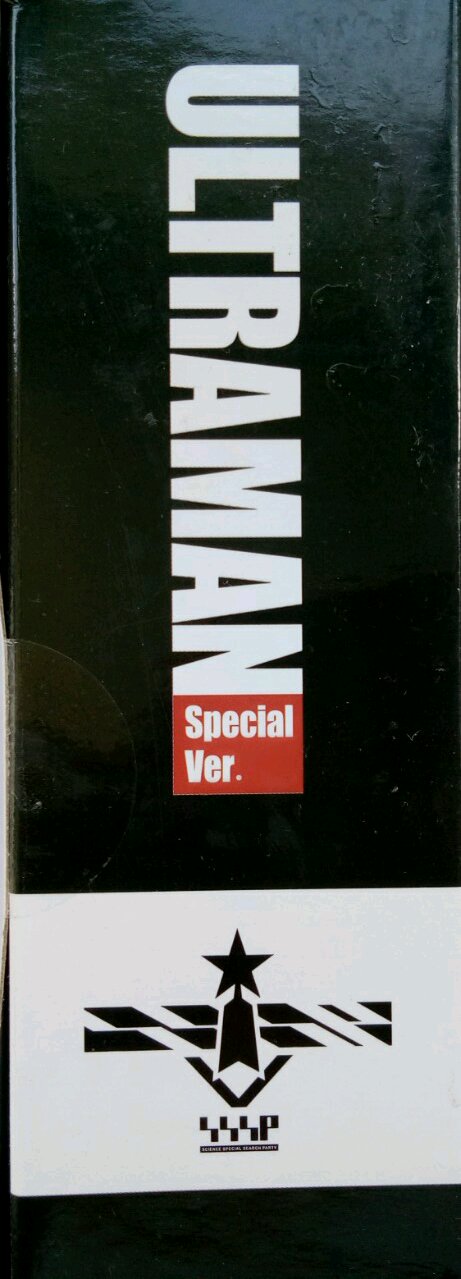 ULTRAMAN
Special
Ver.
SSSP
SCIENCE SPECIAL SEARCH PARTY